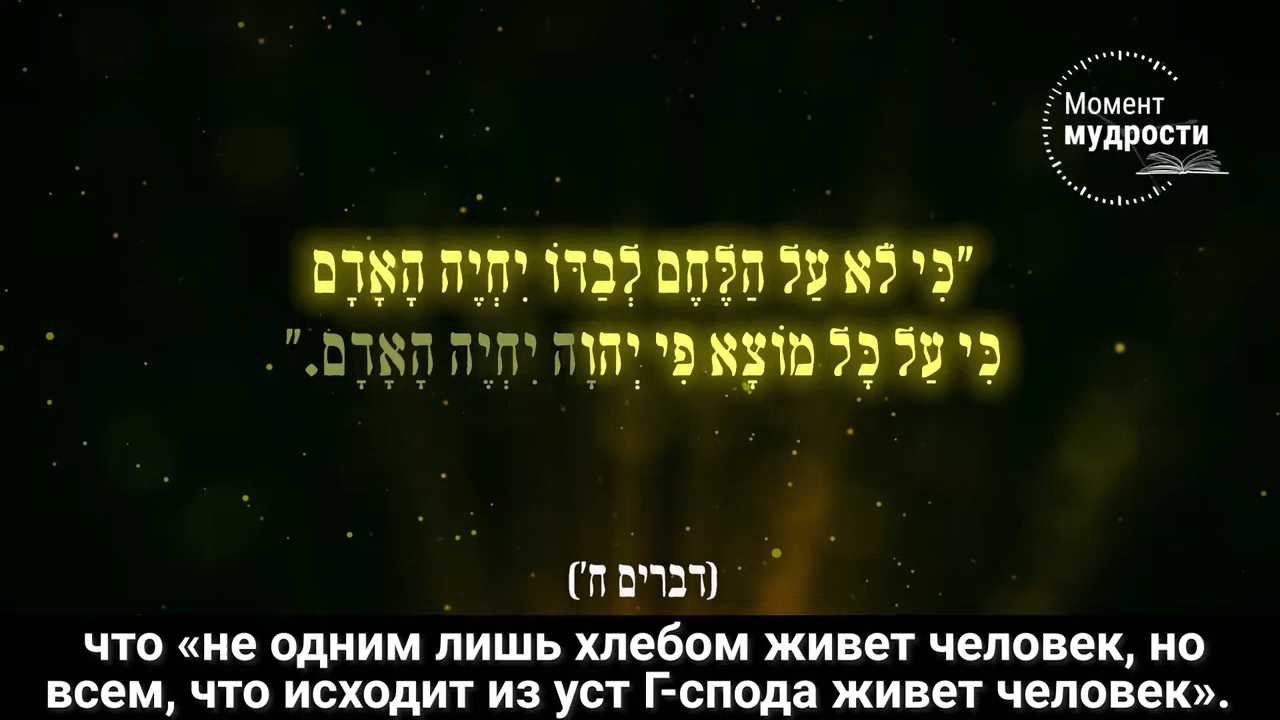 Момент
мудрости
"כִּי לֹא עַל הַלֶּחֶם לְבַדּוֹ יִחְיֶה הָאָדָם
כִּי עַל כָּל מוֹצָא פִּי יְהוָה יִחְיֶה הָאָדָם."
(דברים ח')
что «не одним лишь хлебом живет человек, но
всем, что исходит из уст Г-спода живет человек».